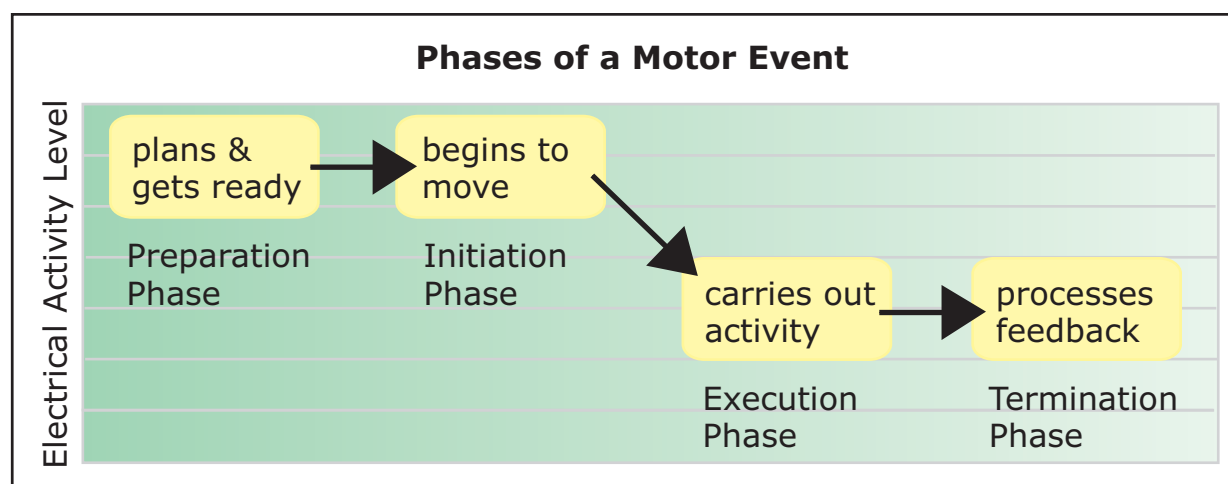 Phases of a Motor Event
Electrical Activity Level
plans &
gets ready
Preparation
Phase
begins to
move
Initiation
Phase
carries out
activity
Execution
Phase
processes
feedback
Termination
Phase